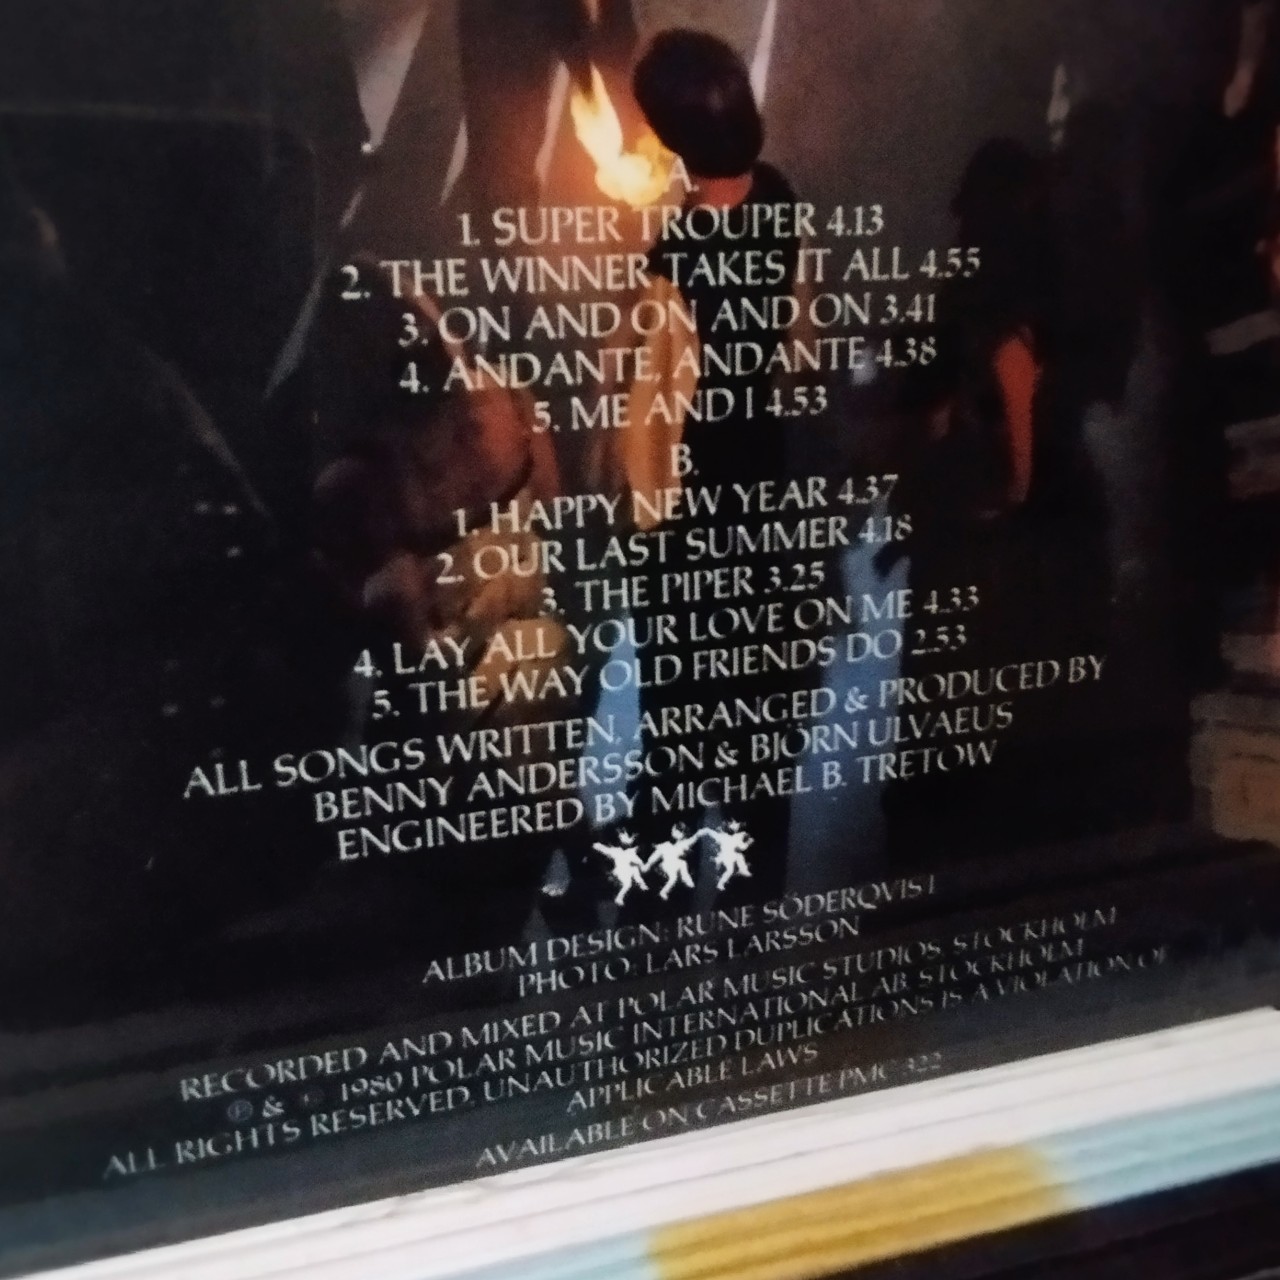 A.
1. SUPER TROUPER 4.13
2. THE WINNER TAKES IT ALL 4.55
3. ON AND ON AND ON 3.41
4. ANDANTE, ANDANTE 4.38
5. ME AND I 4.53
B.
1. HAPPY NEW YEAR 4.37
2. OUR LAST SUMMER 4.18
3. THE PIPER 3.25
4. LAY ALL YOUR LOVE ON ME 4.33
5. THE WAY OLD FRIENDS DO 2.53
ALL SONGS WRITTEN, ARRANGED & PRODUCED BY
BENNY ANDERSSON & BJÖRN ULVAEUS
ENGINEERED BY MICHAEL B. TRETOW
ALBUM DESIGN: RUNE SÖDERQVIST
PHOTO: LARS LARSSON
RECORDED AND MIXED AT POLAR MUSIC STUDIOS, STOCKHOLM
℗ & © 1980 POLAR MUSIC INTERNATIONAL AB, STOCKHOLM
ALL RIGHTS RESERVED. UNAUTHORIZED DUPLICATIONS IS A VIOLATION OF
APPLICABLE LAWS
AVAILABLE ON CASSETTE PMC 322